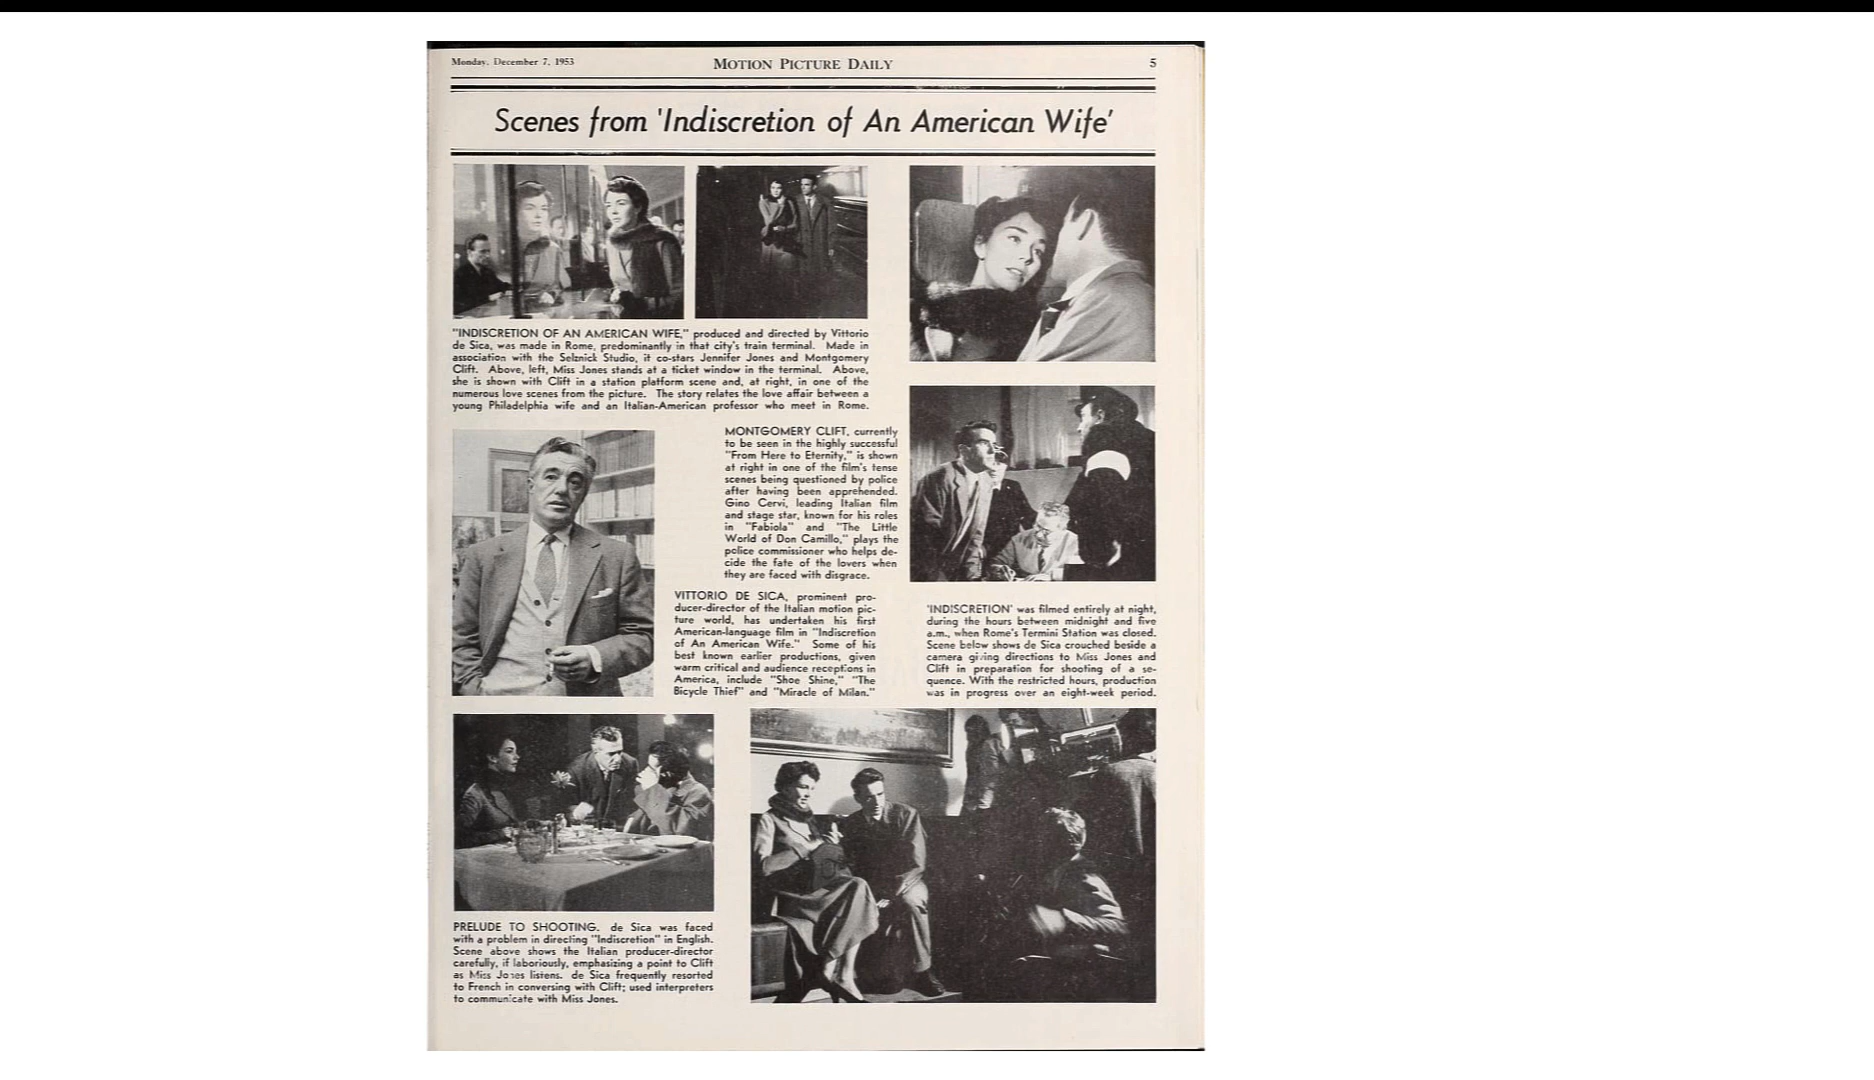 Monday, December 7, 1953
MOTION PICTURE DAILY
5
Scenes from 'Indiscretion of An American Wife'
"INDISCRETION OF AN AMERICAN WIFE," produced and directed by Vittorio
de Sica, was made in Rome, predominantly in that city's train terminal. Made in
association with the Selznick Studio, it co-stars Jennifer Jones and Montgomery
Clift. Above, left, Miss Jones stands at a ticket window in the terminal. Above,
she is shown with Clift in a station platform scene and, at right, in one of the
numerous love scenes from the picture. The story relates the love affair between a
young Philadelphia wife and an Italian-American professor who meet in Rome.
MONTGOMERY CLIFT, currently
to be seen in the highly successful
"From Here to Eternity," is shown
at right in one of the film's tense
scenes being questioned by police
after having been apprehended.
Gino Cervi, leading Italian film
and stage star, known for his roles
in "Fabiola" and "The Little
World of Don Camillo," plays the
police commissioner who helps de-
cide the fate of the lovers when
they are faced with disgrace.
VITTORIO DE SICA, prominent pro-
ducer-director of the Italian motion pic-
ture world, has undertaken his first
American-language film in "Indiscretion
of An American Wife." Some of his
best known earlier productions, given
warm critical and audience receptions in
America, include "Shoe Shine," "The
Bicycle Thief" and "Miracle of Milan."
'INDISCRETION' was filmed entirely at night,
during the hours between midnight and five
a.m., when Rome's Termini Station was closed.
Scene below shows de Sica crouched beside a
camera giving directions to Miss Jones and
Clift in preparation for shooting of a se-
quence. With the restricted hours, production
was in progress over an eight-week period.
PRELUDE TO SHOOTING. de Sica was faced
with a problem in directing "Indiscretion" in English.
Scene above shows the Italian producer-director
carefully, if laboriously, emphasizing a point to Clift
as Miss Jones listens. de Sica frequently resorted
to French in conversing with Clift; used interpreters
to communicate with Miss Jones.